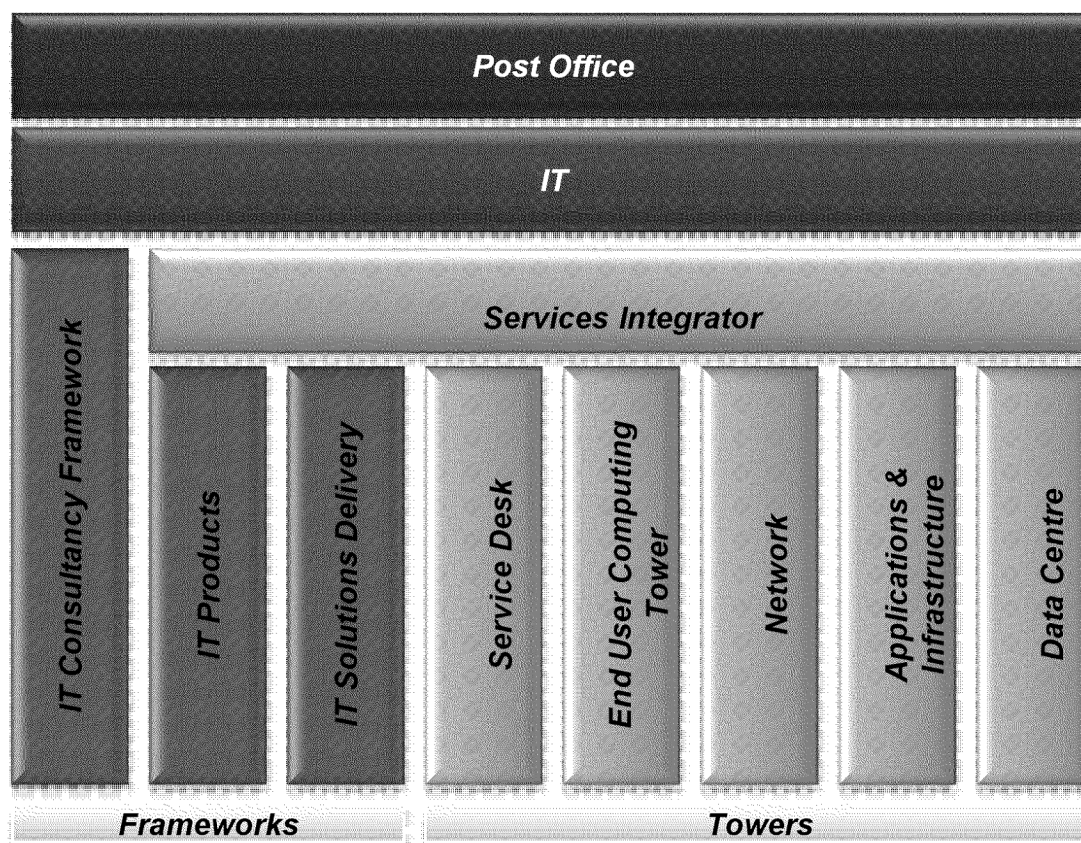 Post Office
IT
Services Integrator
IT Consultancy Framework
IT Products
IT Solutions Delivery
Service Desk
End User Computing
Tower
Network
Applications &
Infrastructure
Data Centre
Frameworks
Towers